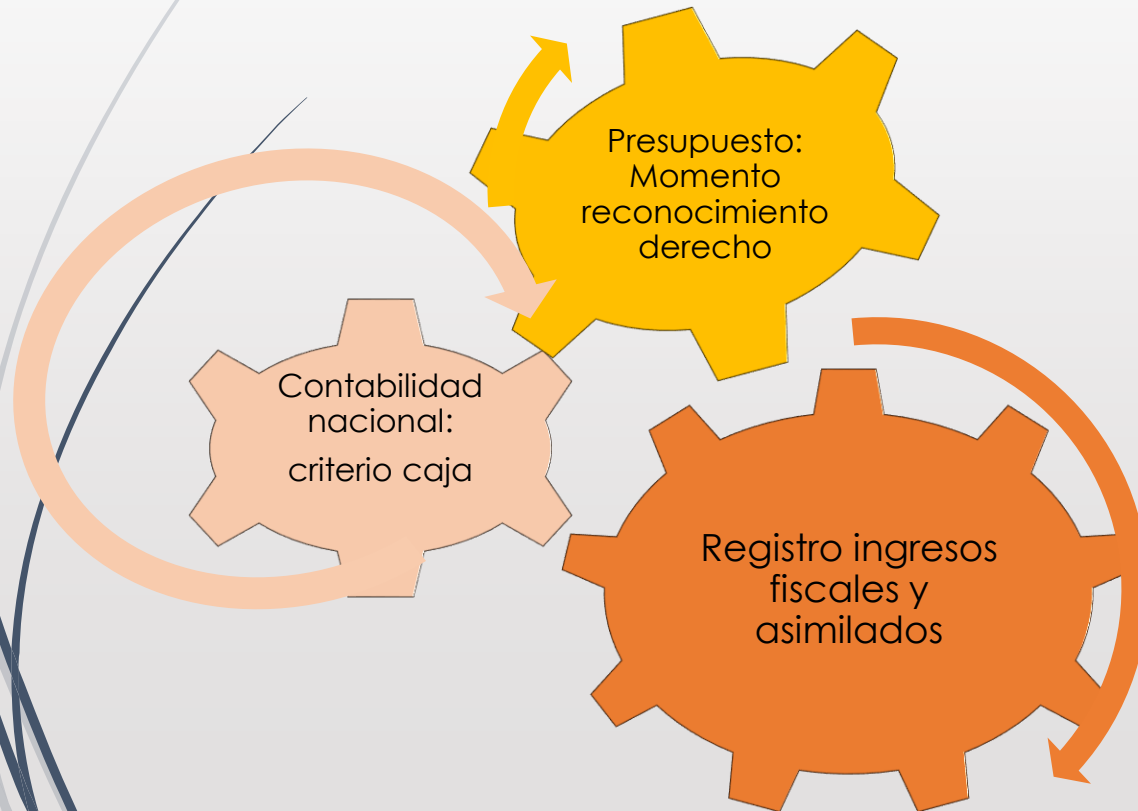 Presupuesto:
Momento
reconocimiento
derecho
Contabilidad
nacional:
criterio caja
Registro ingresos
fiscales y
asimilados